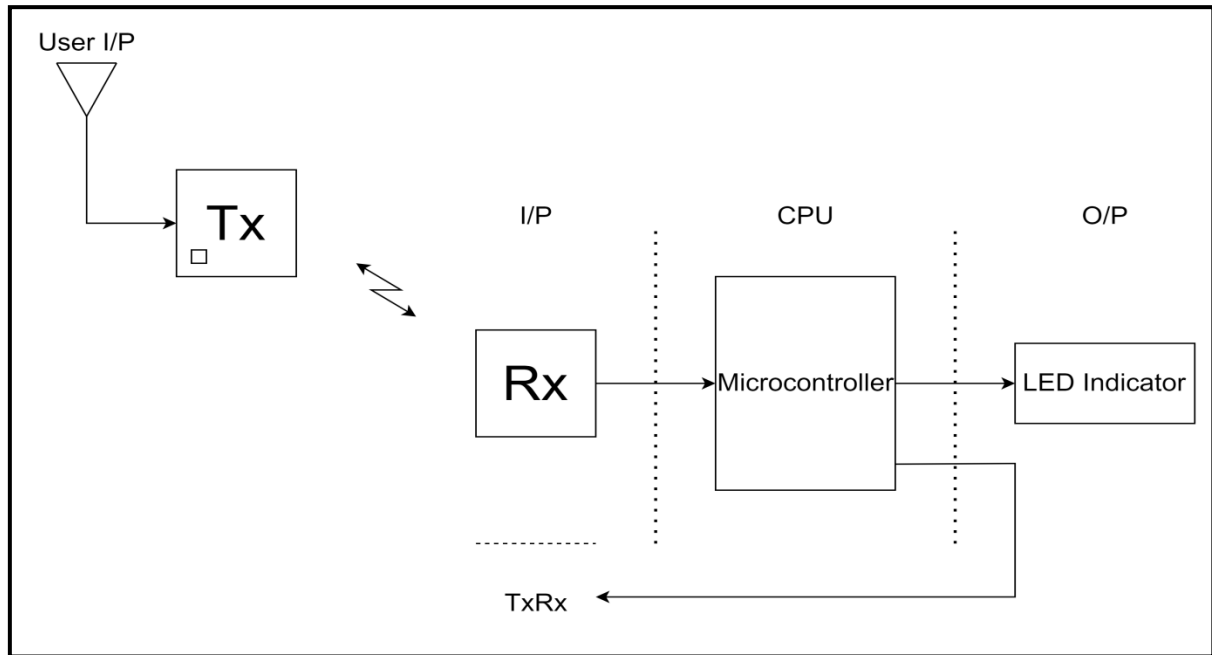 User I/P
Tx
I/P
CPU
O/P
Rx
Microcontroller
LED Indicator
TxRx